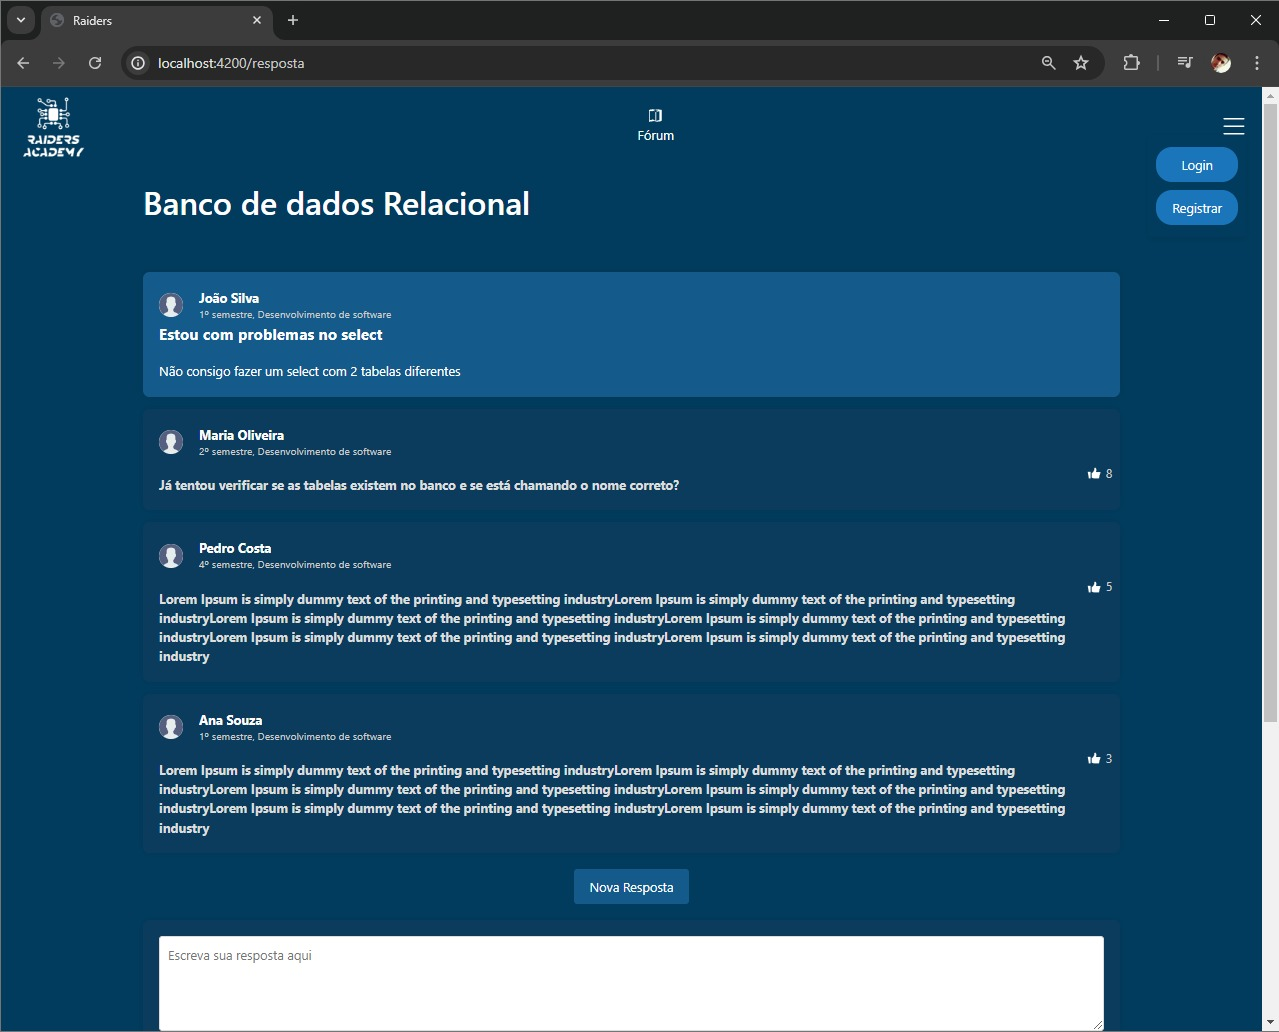 Raiders
localhost:4200/resposta
RAIDERS
ACADEMY
Fórum
Login
Registrar
Banco de dados Relacional
João Silva
1º semestre, Desenvolvimento de software
Estou com problemas no select
Não consigo fazer um select com 2 tabelas diferentes
Maria Oliveira
2º semestre, Desenvolvimento de software
8
Já tentou verificar se as tabelas existem no banco e se está chamando o nome correto?
Pedro Costa
4º semestre, Desenvolvimento de software
5
Lorem Ipsum is simply dummy text of the printing and typesetting industryLorem Ipsum is simply dummy text of the printing and typesetting
industryLorem Ipsum is simply dummy text of the printing and typesetting industryLorem Ipsum is simply dummy text of the printing and typesetting
industryLorem Ipsum is simply dummy text of the printing and typesetting industryLorem Ipsum is simply dummy text of the printing and typesetting
industry
Ana Souza
1º semestre, Desenvolvimento de software
3
Lorem Ipsum is simply dummy text of the printing and typesetting industryLorem Ipsum is simply dummy text of the printing and typesetting
industryLorem Ipsum is simply dummy text of the printing and typesetting industryLorem Ipsum is simply dummy text of the printing and typesetting
industryLorem Ipsum is simply dummy text of the printing and typesetting industryLorem Ipsum is simply dummy text of the printing and typesetting
industry
Nova Resposta
Escreva sua resposta aqui